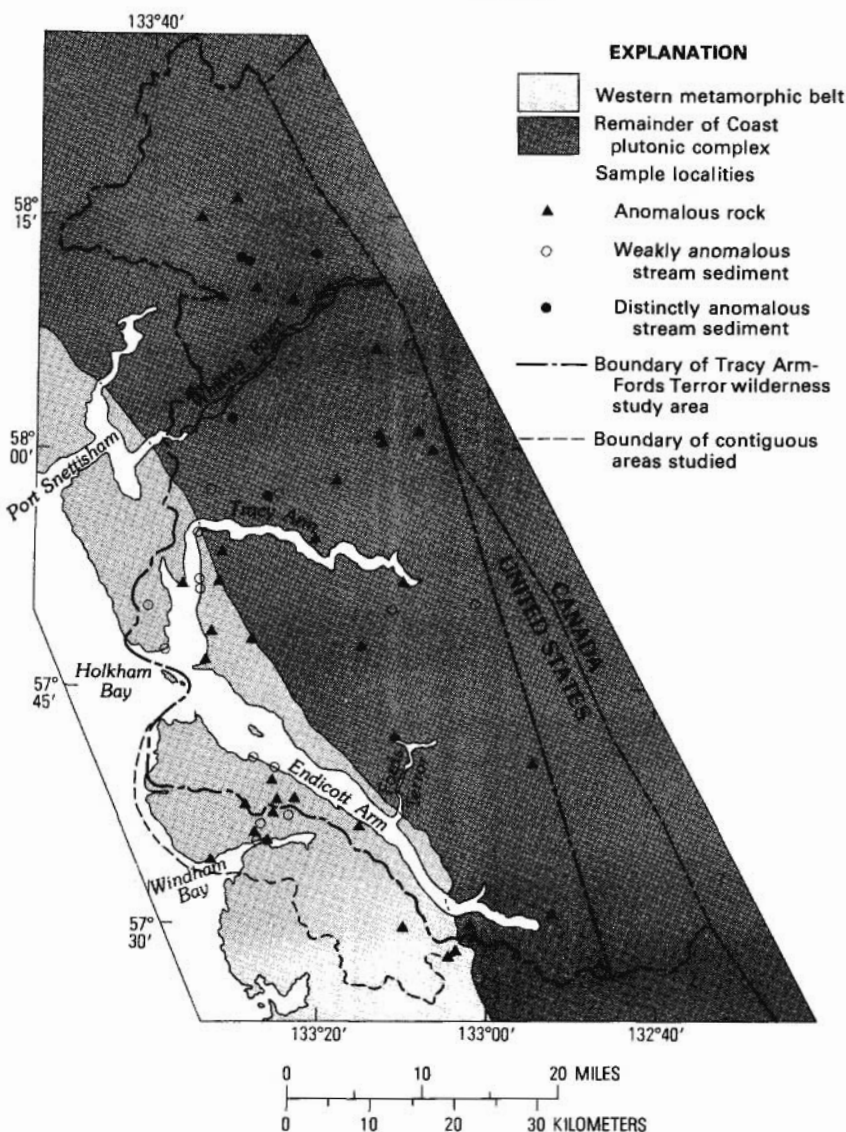 133°40′
EXPLANATION
Western metamorphic belt
Remainder of Coast
plutonic complex
Sample localities
Anomalous rock
Weakly anomalous
stream sediment
Distinctly anomalous
stream sediment
Boundary of Tracy Arm-
Fords Terror wilderness
study area
Boundary of contiguous
areas studied
58°
15′
58°
00′
Port Snettisham
Tracy Arm
CANADA
UNITED STATES
Holkham
Bay
57°
45′
Endicott Arm
Terror
Windham
Bay
57°
30′
133°20′
133°00′
132°40′
0 10 20 MILES
0 10 20 30 KILOMETERS